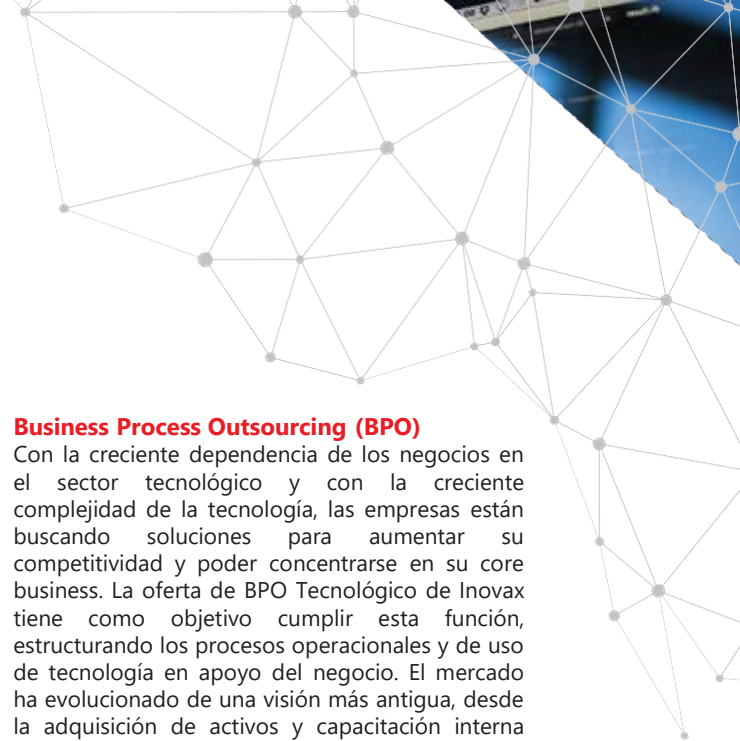 Business Process Outsourcing (BPO)
Con la creciente dependencia de los negocios en
el sector tecnológico y con la creciente
complejidad de la tecnología, las empresas están
buscando soluciones para aumentar su
competitividad y poder concentrarse en su core
business. La oferta de BPO Tecnológico de Inovax
tiene como objetivo cumplir esta función,
estructurando los procesos operacionales y de uso
de tecnología en apoyo del negocio. El mercado
ha evolucionado de una visión más antigua, desde
la adquisición de activos y capacitación interna